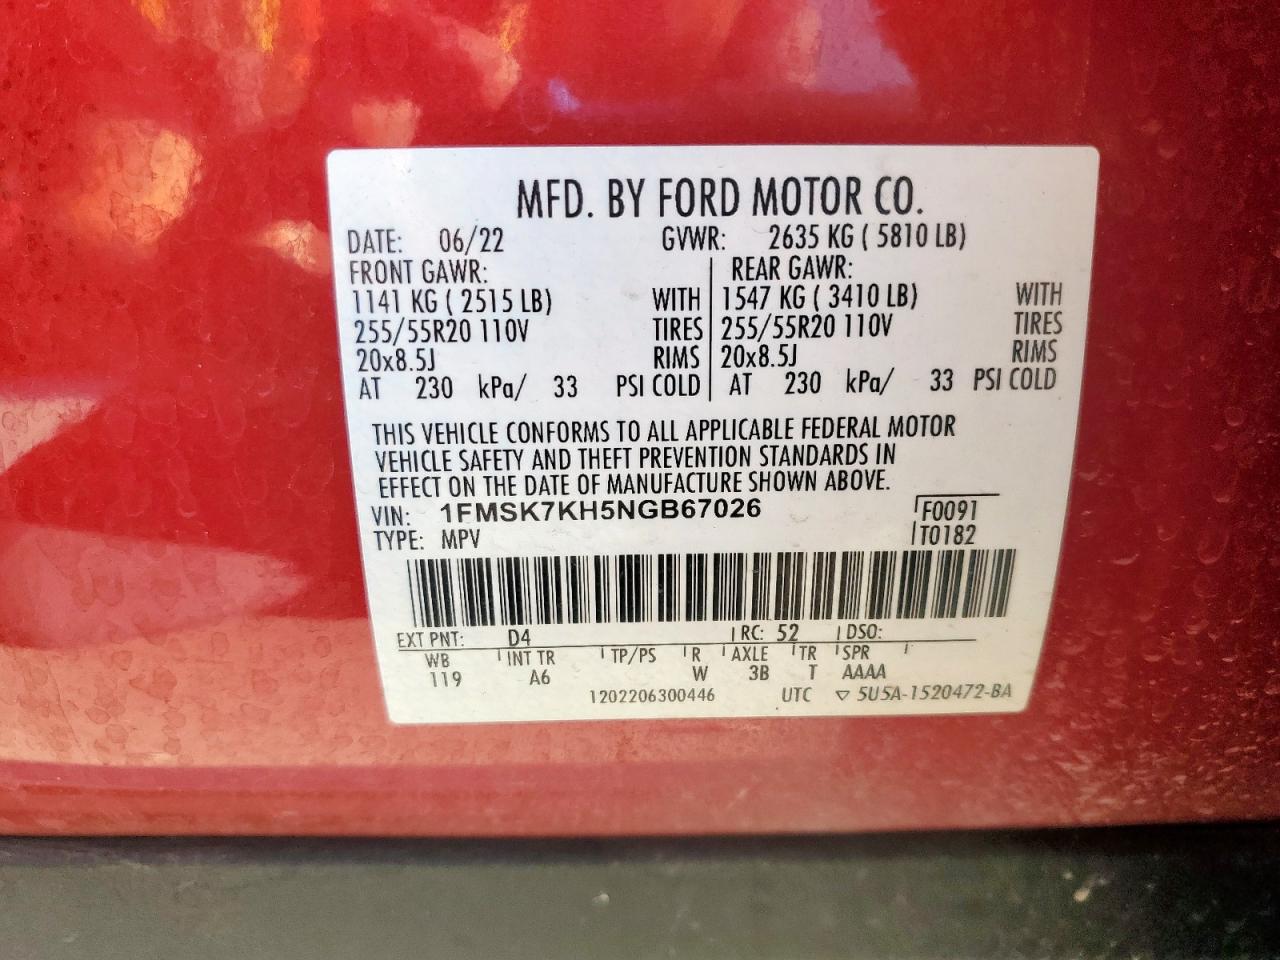 MFD. BY FORD MOTOR CO.
DATE: 06/22 GVWR: 2635 KG ( 5810 LB)
FRONT GAWR: REAR GAWR:
1141 KG ( 2515 LB) WITH 1547 KG ( 3410 LB) WITH
255/55R20 110V TIRES 255/55R20 110V TIRES
20x8.5J RIMS 20x8.5J RIMS
AT 230 kPa/ 33 PSI COLD AT 230 kPa/ 33 PSI COLD
THIS VEHICLE CONFORMS TO ALL APPLICABLE FEDERAL MOTOR
VEHICLE SAFETY AND THEFT PREVENTION STANDARDS IN
EFFECT ON THE DATE OF MANUFACTURE SHOWN ABOVE.
VIN: 1FMSK7KH5NGB67026 F0091
TYPE: MPV T0182
EXT PNT: D4 RC: 52 DSO:
WB INT TR TP/PS R AXLE TR SPR
119 A6 W 3B T AAAA
1202206300446 UTC ▽ 5U5A-1520472-BA